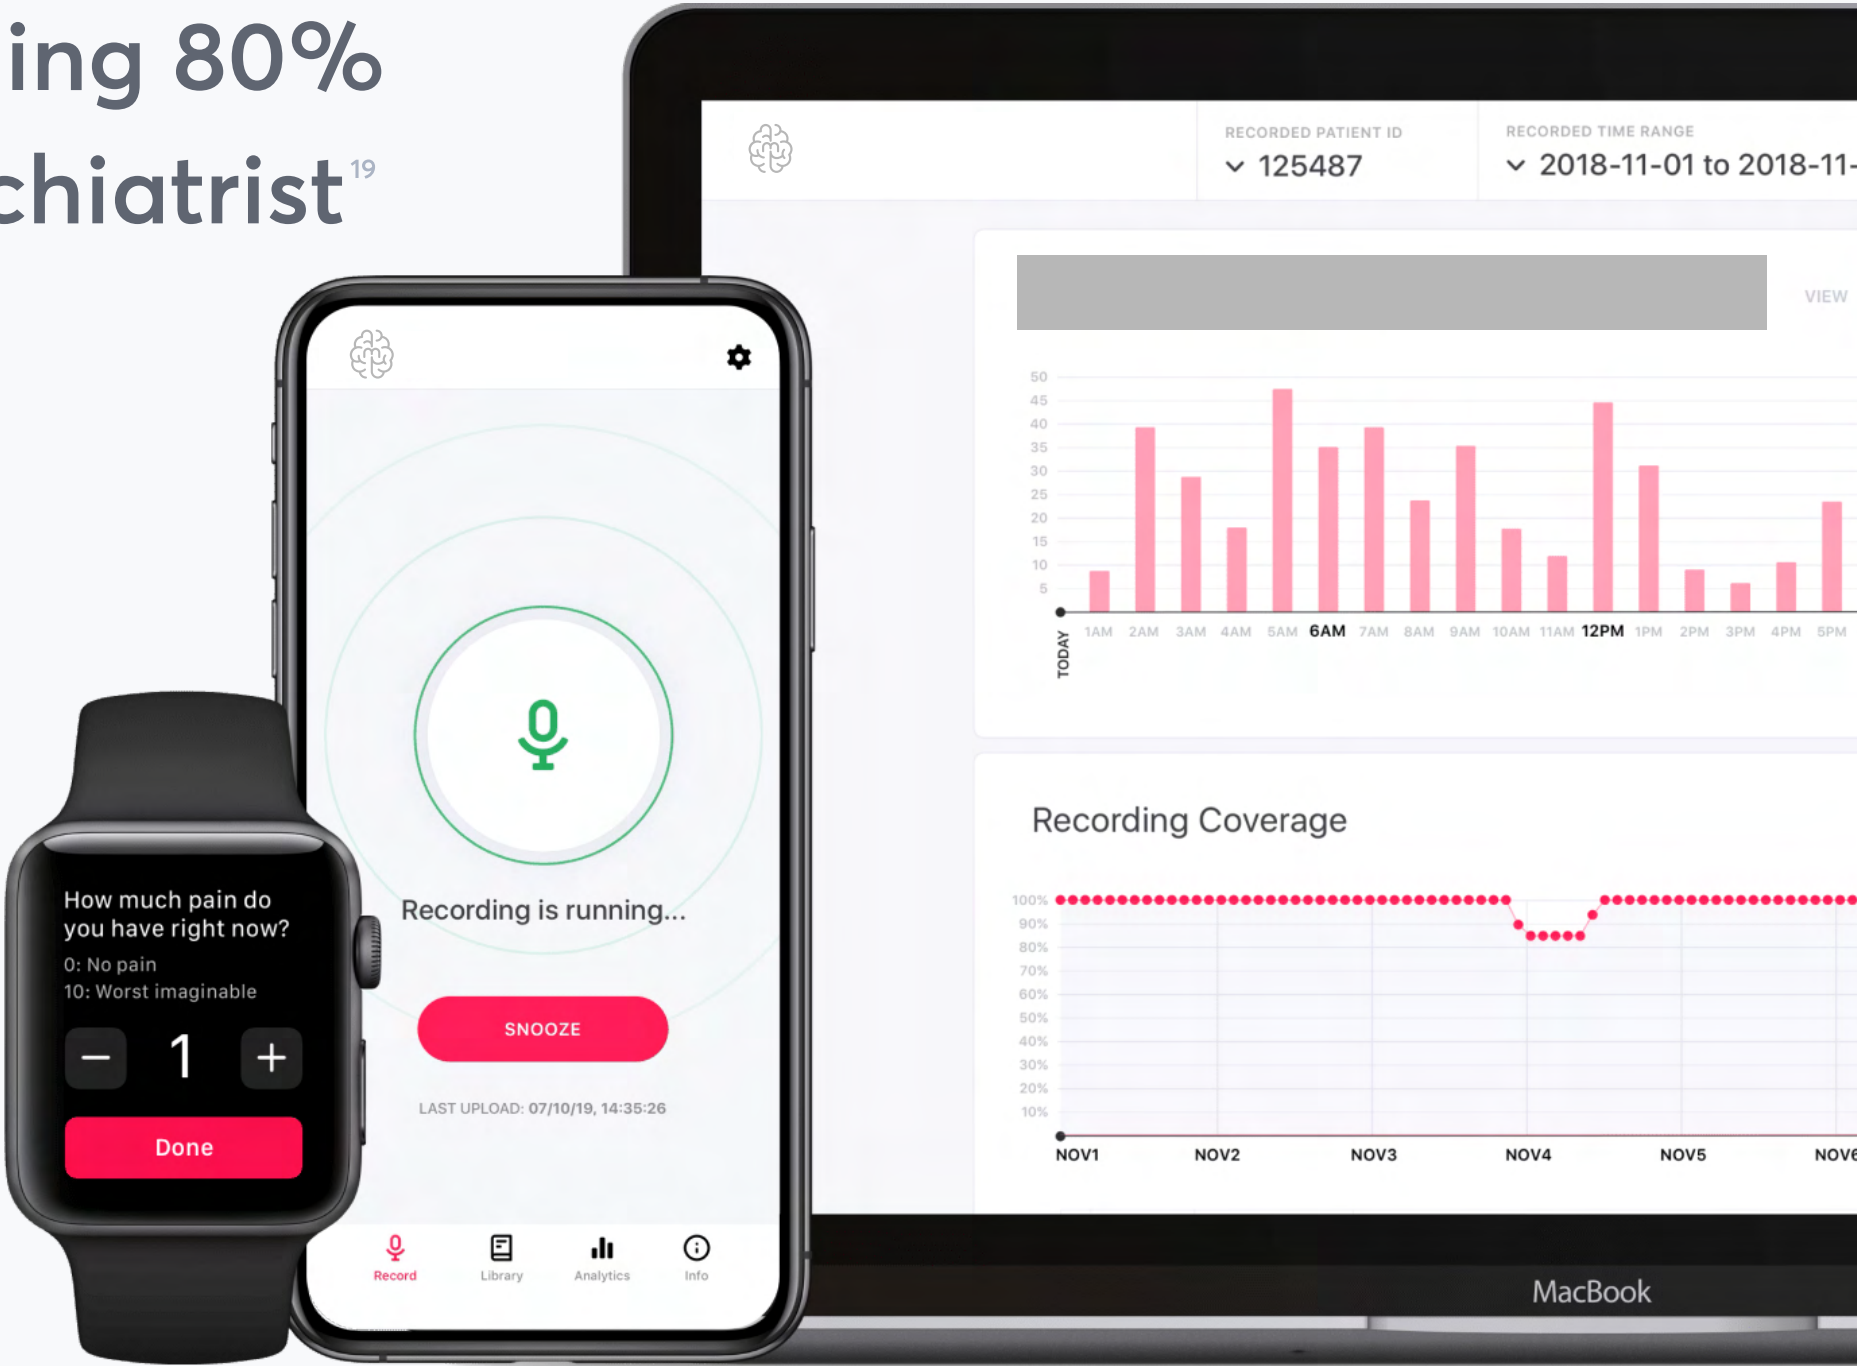 ing 80%
chiatrist19
RECORDED PATIENT ID
125487
RECORDED TIME RANGE
2018-11-01 to 2018-11-
VIEW
50
45
40
35
30
25
20
15
10
5
TODAY
1AM 2AM 3AM 4AM 5AM 6AM 7AM 8AM 9AM 10AM 11AM 12PM 1PM 2PM 3PM 4PM 5PM
Recording Coverage
100%
90%
80%
70%
60%
50%
40%
30%
20%
10%
NOV1 NOV2 NOV3 NOV4 NOV5 NOV6
MacBook
Recording is running...
SNOOZE
LAST UPLOAD: 07/10/19, 14:35:26
Record Library Analytics Info
How much pain do
you have right now?
0: No pain
10: Worst imaginable
− 1 +
Done